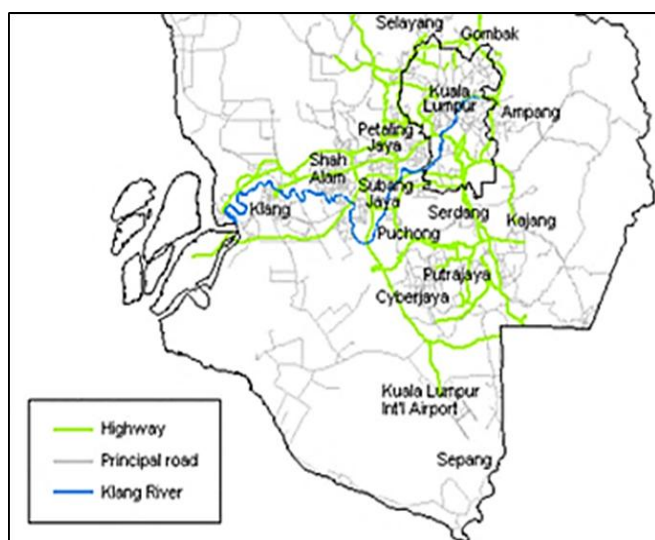 Selayang
Gombak
Kuala
Lumpur
Ampang
Petaling
Jaya
Shah
Alam
Subang
Jaya
Klang
Serdang
Kajang
Puchong
Putrajaya
Cyberjaya
Kuala Lumpur
Int'l Airport
Sepang
Highway
Principal road
Klang River